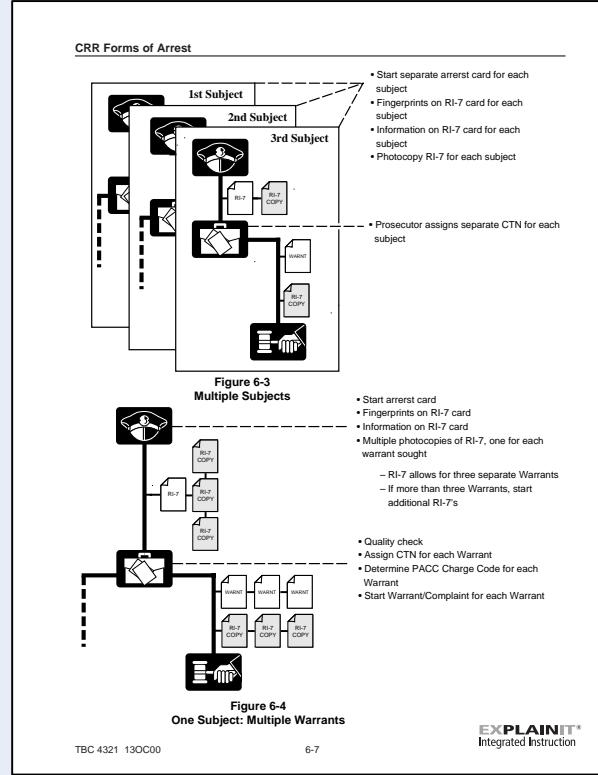 CRR Forms of Arrest
1st Subject
2nd Subject
3rd Subject
RI-7
RI-7
COPY
WARNT
RI-7
COPY
• Start separate arrerst card for each
subject
• Fingerprints on RI-7 card for each
subject
• Information on RI-7 card for each
subject
• Photocopy RI-7 for each subject
• Prosecutor assigns separate CTN for each
subject
Figure 6-3
Multiple Subjects
RI-7
COPY
RI-7
RI-7
COPY
RI-7
COPY
WARNT WARNT WARNT
RI-7
COPY
RI-7
COPY
RI-7
COPY
• Start arrerst card
• Fingerprints on RI-7 card
• Information on RI-7 card
• Multiple photocopies of RI-7, one for each
warrant sought
– RI-7 allows for three separate Warrants
– If more than three Warrants, start
additional RI-7's
• Quality check
• Assign CTN for each Warrant
• Determine PACC Charge Code for each
Warrant
• Start Warrant/Complaint for each Warrant
Figure 6-4
One Subject: Multiple Warrants
TBC 4321 13OC00
6-7
EXPLAINIT®
Integrated Instruction